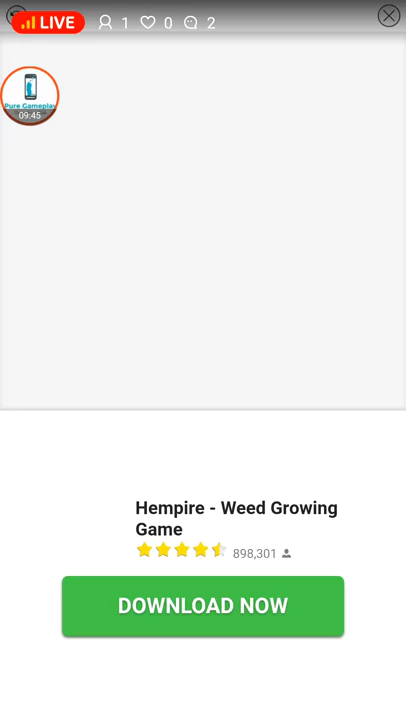 LIVE 1 0 2
Pure Gameplay
09:45
Hempire - Weed Growing
Game
898,301
DOWNLOAD NOW